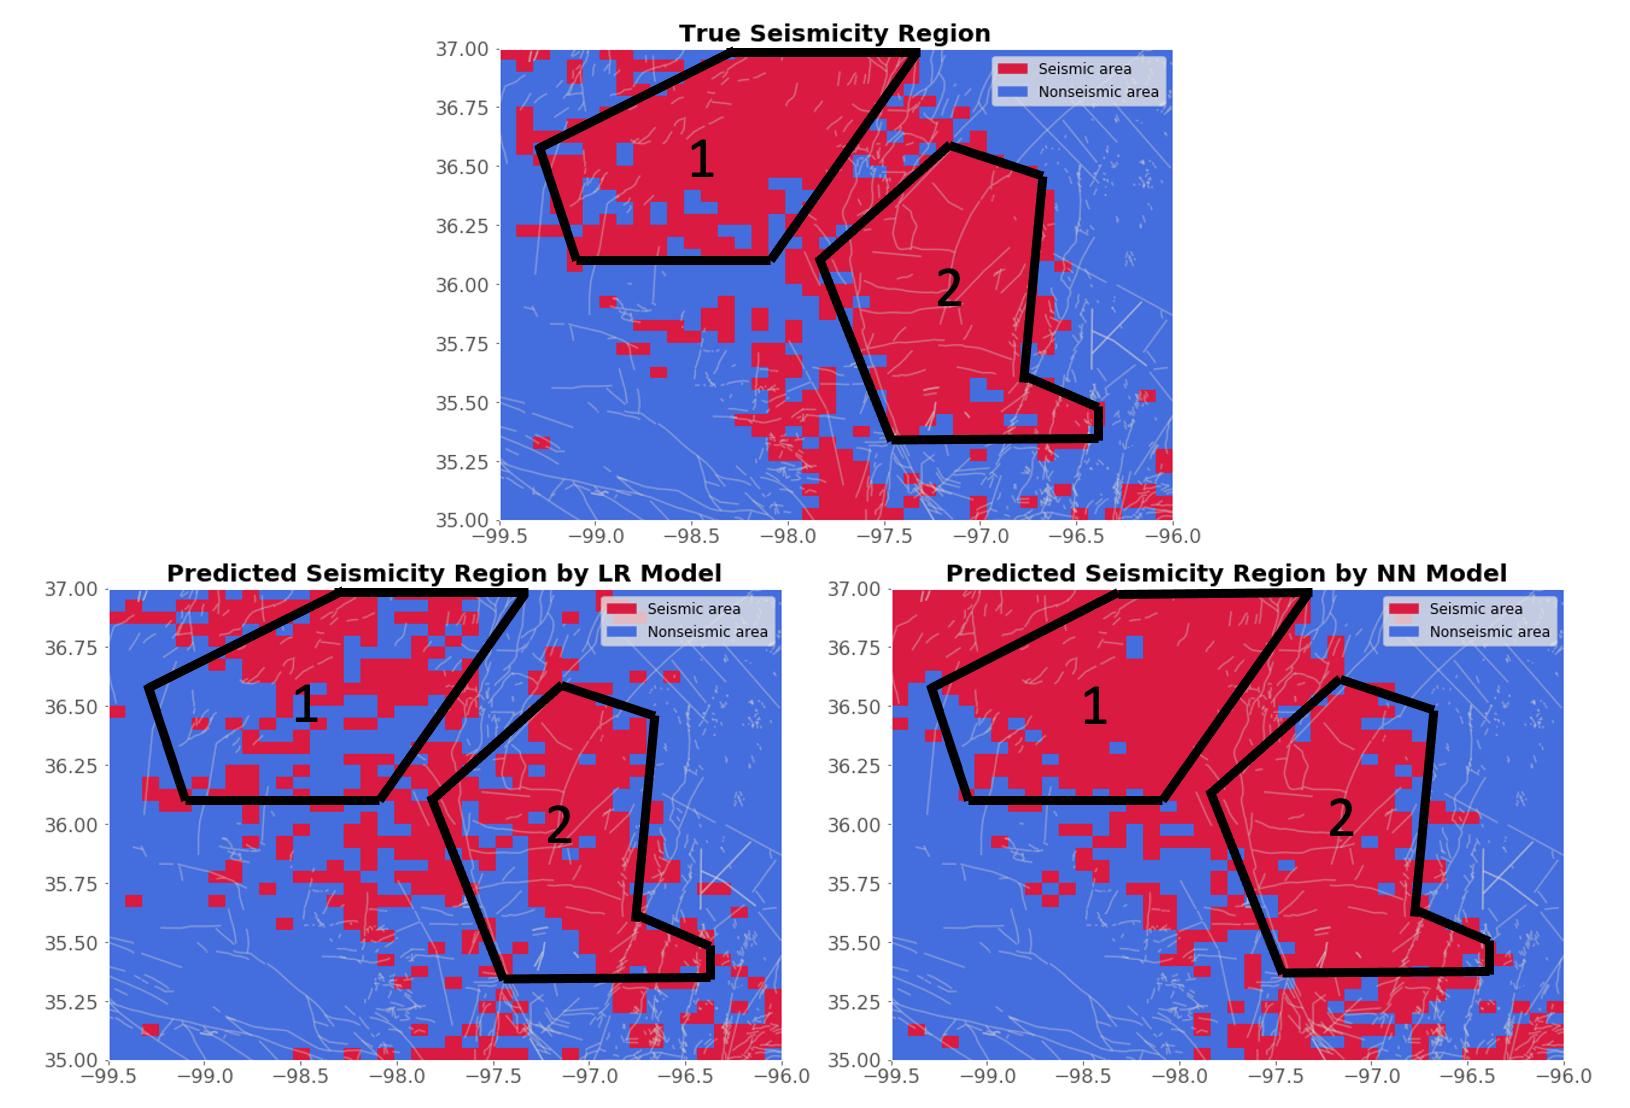 True Seismicity Region
37.00
36.75
36.50
36.25
36.00
35.75
35.50
35.25
35.00
−99.5 −99.0 −98.5 −98.0 −97.5 −97.0 −96.5 −96.0
Seismic area
Nonseismic area
1
2
Predicted Seismicity Region by LR Model
37.00
36.75
36.50
36.25
36.00
35.75
35.50
35.25
35.00
−99.5 −99.0 −98.5 −98.0 −97.5 −97.0 −96.5 −96.0
Seismic area
Nonseismic area
1
2
Predicted Seismicity Region by NN Model
37.00
36.75
36.50
36.25
36.00
35.75
35.50
35.25
35.00
−99.5 −99.0 −98.5 −98.0 −97.5 −97.0 −96.5 −96.0
Seismic area
Nonseismic area
1
2